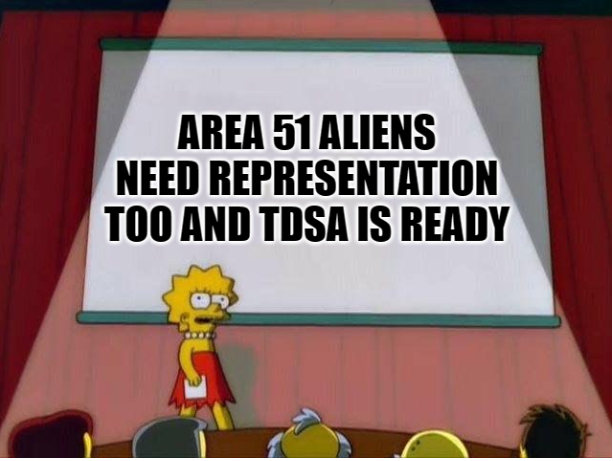 AREA 51 ALIENS
NEED REPRESENTATION
TOO AND TDSA IS READY